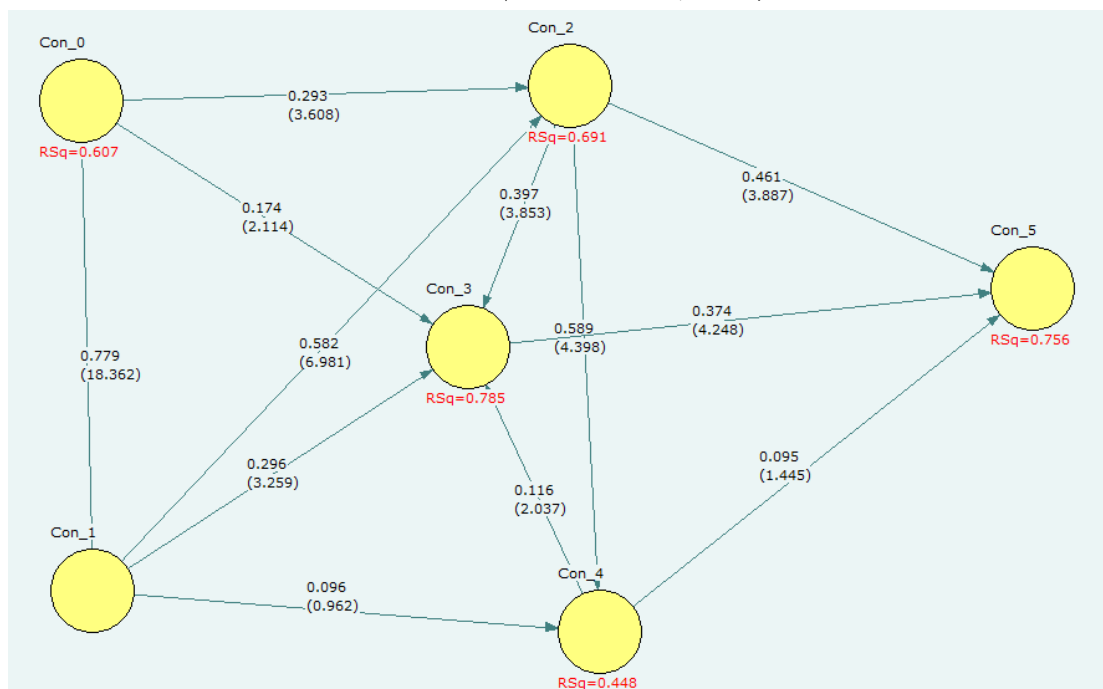 Con_2
Con_0
0.293
(3.608)
RSq=0.691
RSq=0.607
0.461
(3.887)
0.397
(3.853)
0.174
(2.114)
Con_5
Con_3
0.374
(4.248)
0.589
(4.398)
RSq=0.756
0.582
(6.981)
0.779
(18.362)
RSq=0.785
0.296
(3.259)
0.095
(1.445)
0.116
(2.037)
Con_1
Con_4
0.096
(0.962)
RSq=0.448